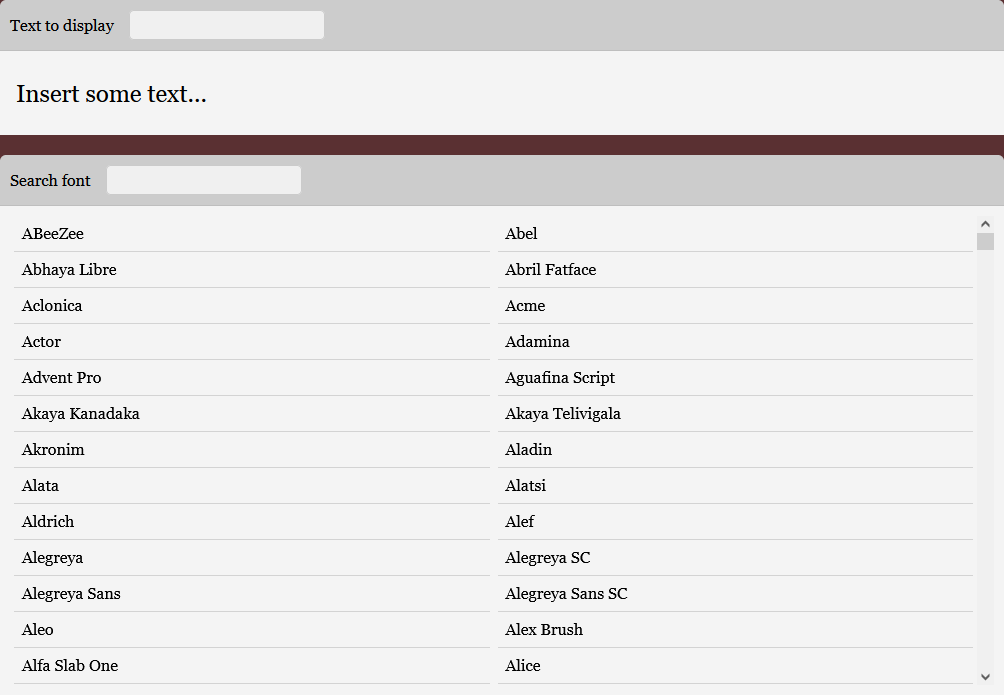 Text to display
Insert some text...
Search font
ABeeZee Abel
Abhaya Libre Abril Fatface
Aclonica Acme
Actor Adamina
Advent Pro Aguafina Script
Akaya Kanadaka Akaya Telivigala
Akronim Aladin
Alata Alatsi
Aldrich Alef
Alegreya Alegreya SC
Alegreya Sans Alegreya Sans SC
Aleo Alex Brush
Alfa Slab One Alice